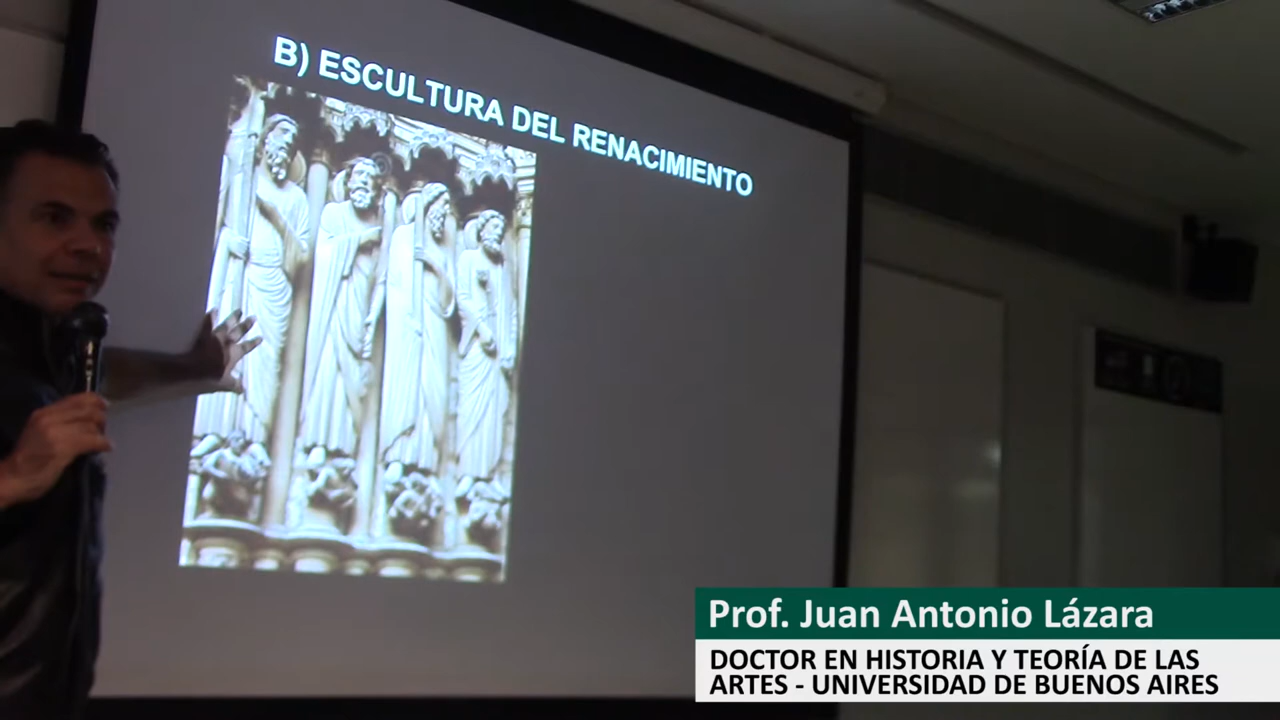 B) ESCULTURA DEL RENACIMIENTO
Prof. Juan Antonio Lázara
DOCTOR EN HISTORIA Y TEORÍA DE LAS
ARTES - UNIVERSIDAD DE BUENOS AIRES